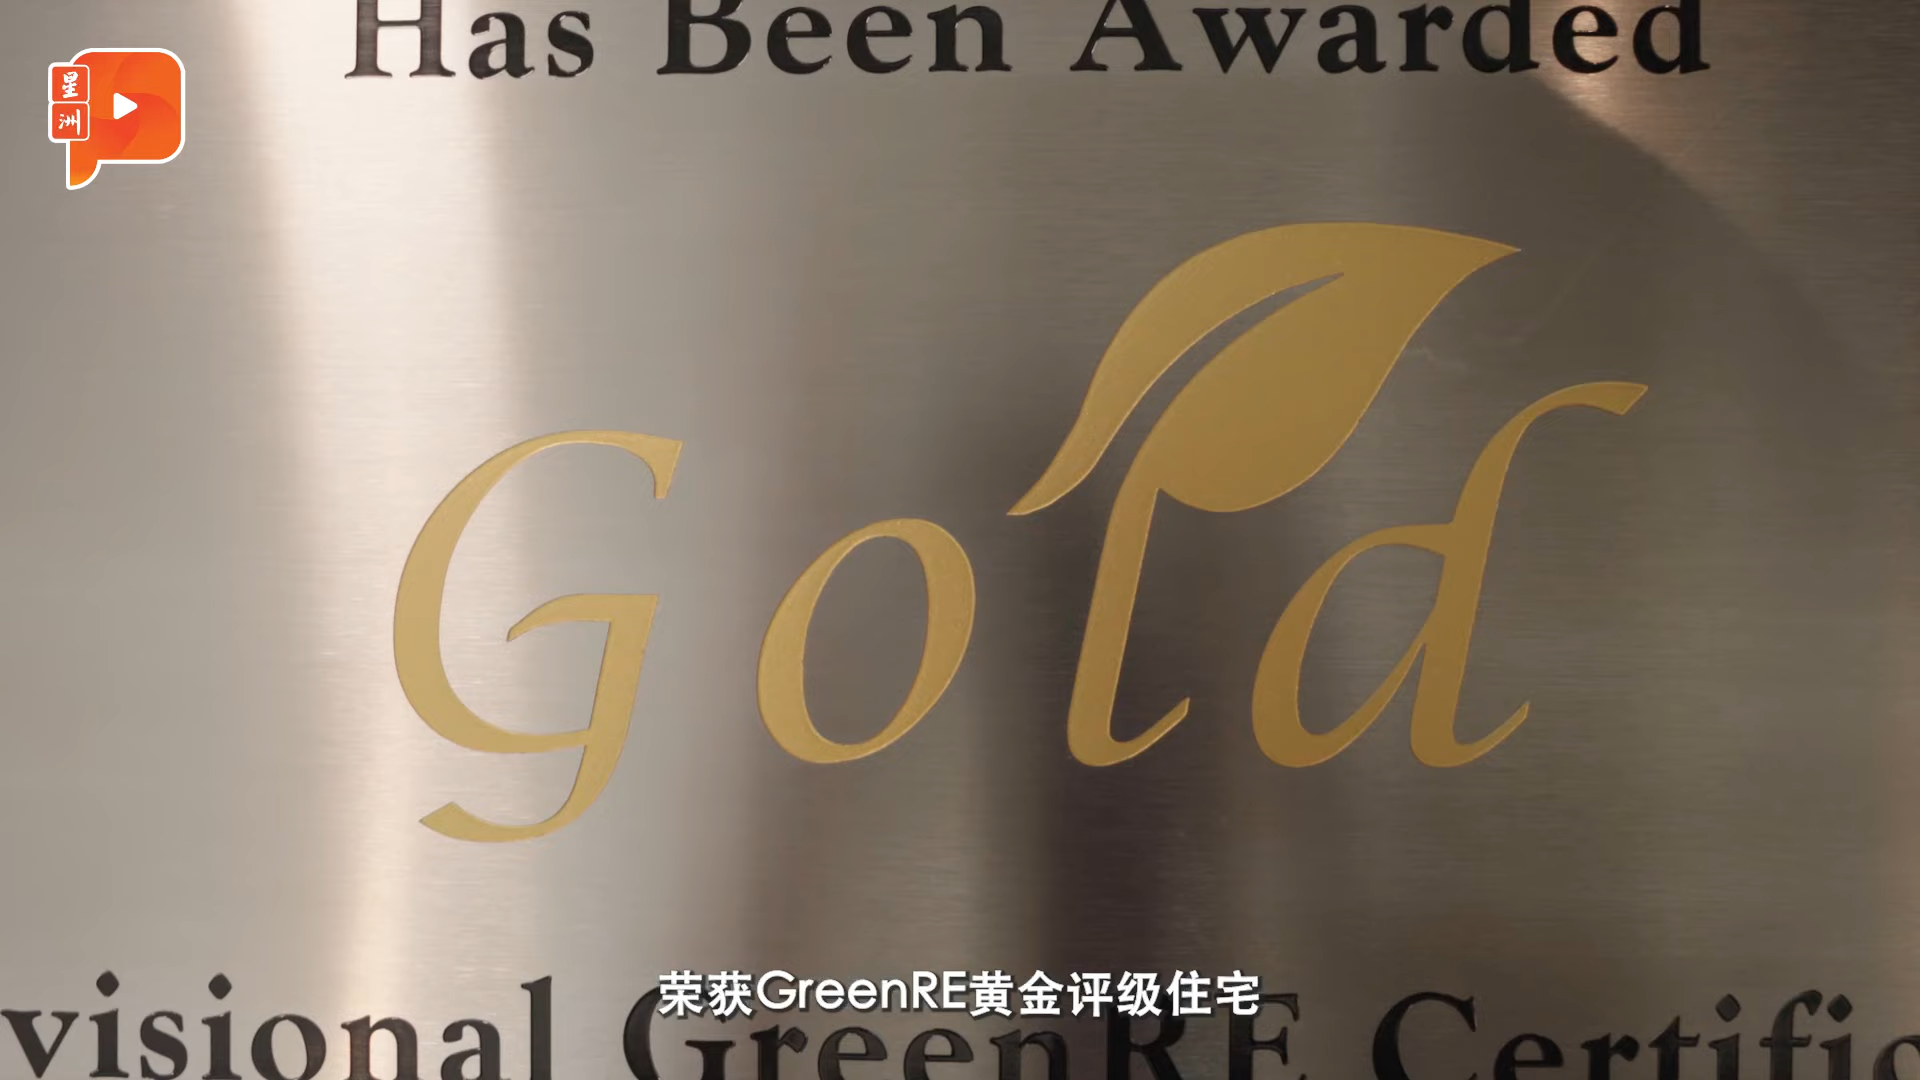 Has Been Awarded
星洲
Gold
荣获GreenRE黄金评级住宅
visional GreenRE Certific